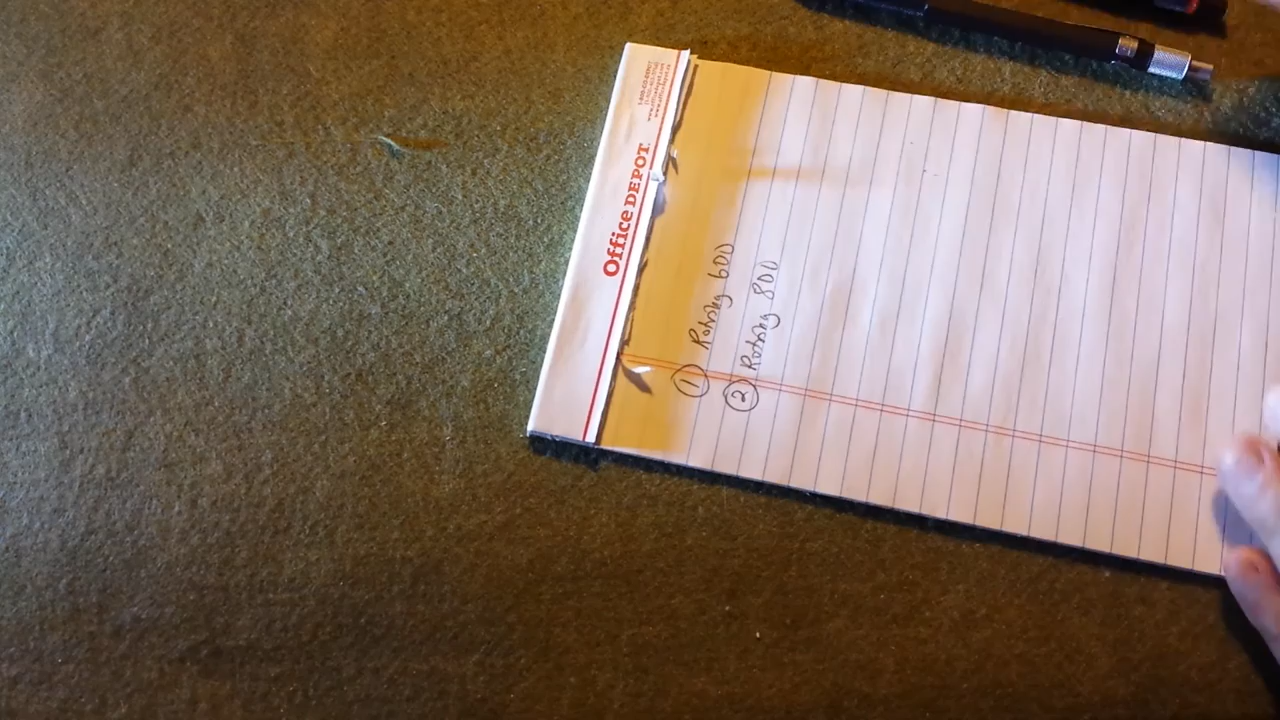 Office DEPOT
① Rotring 600
② Rotring 800